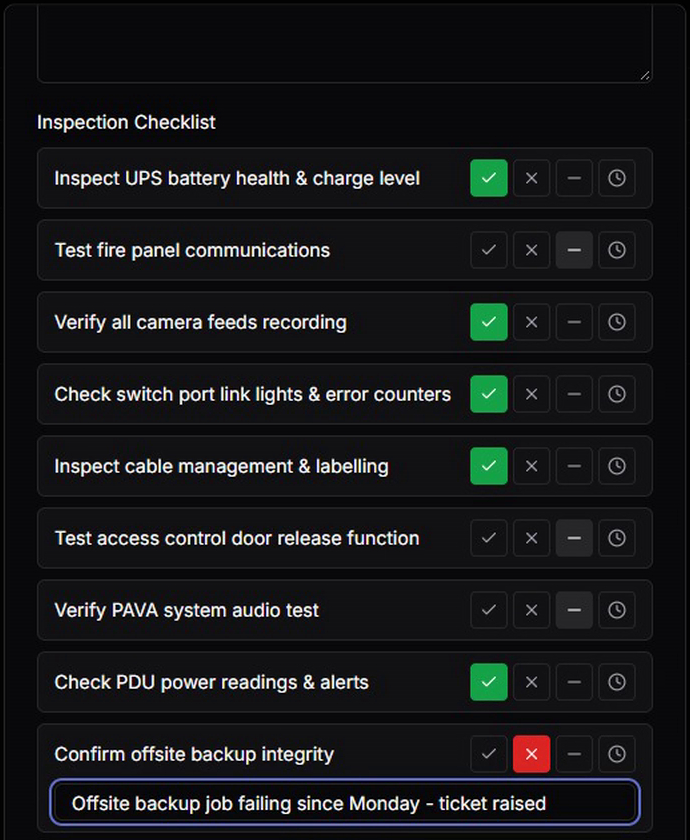 Inspection Checklist
Inspect UPS battery health & charge level
Test fire panel communications
Verify all camera feeds recording
Check switch port link lights & error counters
Inspect cable management & labelling
Test access control door release function
Verify PAVA system audio test
Check PDU power readings & alerts
Confirm offsite backup integrity
Offsite backup job failing since Monday - ticket raised